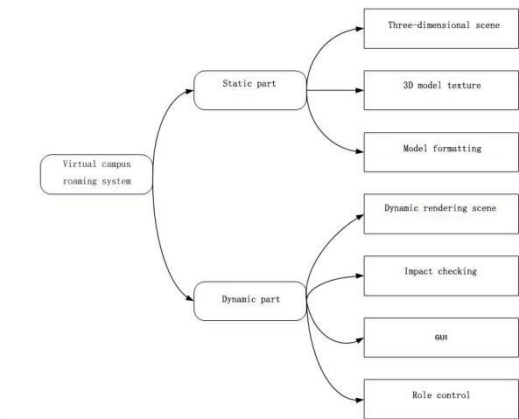 Three-dimensional scene
Static part
3D model texture
Model formatting
Virtual campus
roaming system
Dynamic rendering scene
Impact checking
Dynamic part
GUI
Role control